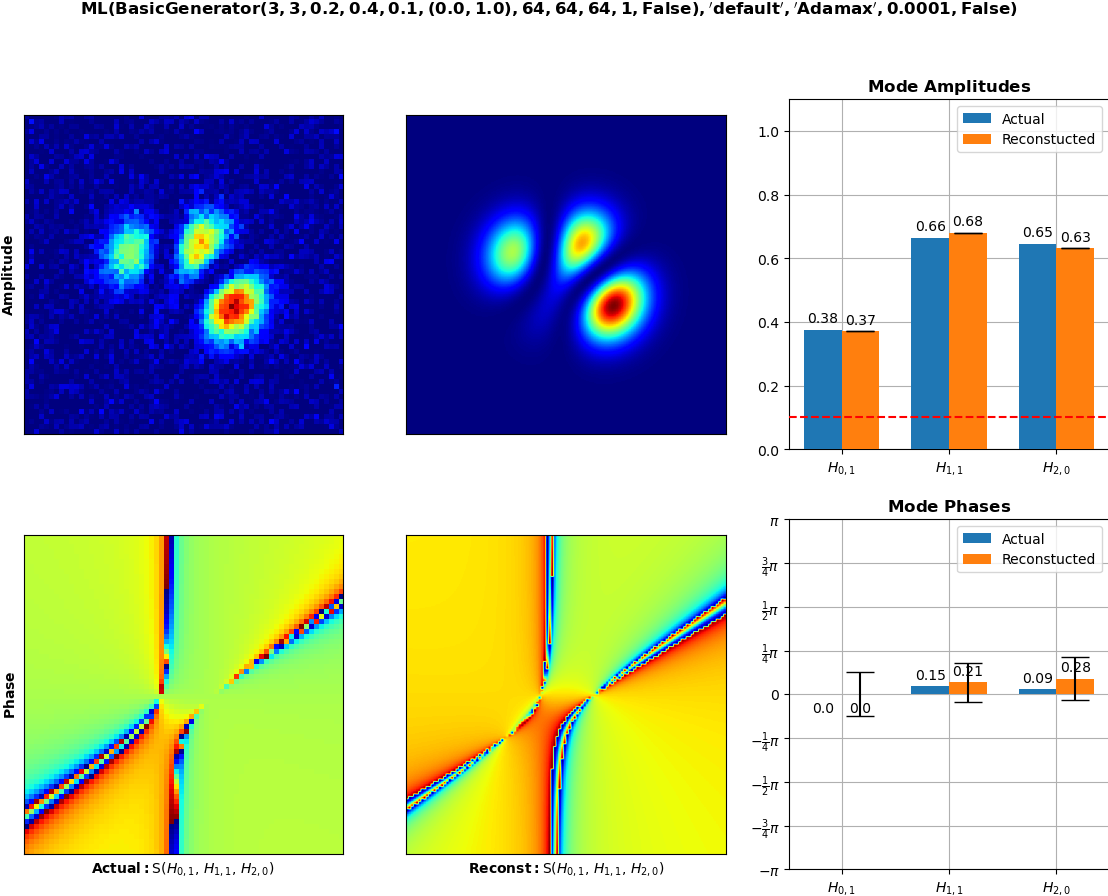 ML(BasicGenerator(3, 3, 0.2, 0.4, 0.1, (0.0, 1.0), 64, 64, 64, 1, False), ′default′, ′Adamax′, 0.0001, False)
Mode Amplitudes
Actual
Reconstucted
1.0
0.8
0.6
0.4
0.2
0.0
0.38
0.37
0.66
0.68
0.65
0.63
H0,1
H1,1
H2,0
Amplitude
Mode Phases
Actual
Reconstucted
π
3/4π
1/2π
1/4π
0
−1/4π
−1/2π
−3/4π
−π
0.0
0.0
0.15
0.21
0.09
0.28
H0,1
H1,1
H2,0
Phase
Actual: S(H0,1, H1,1, H2,0)
Reconst: S(H0,1, H1,1, H2,0)